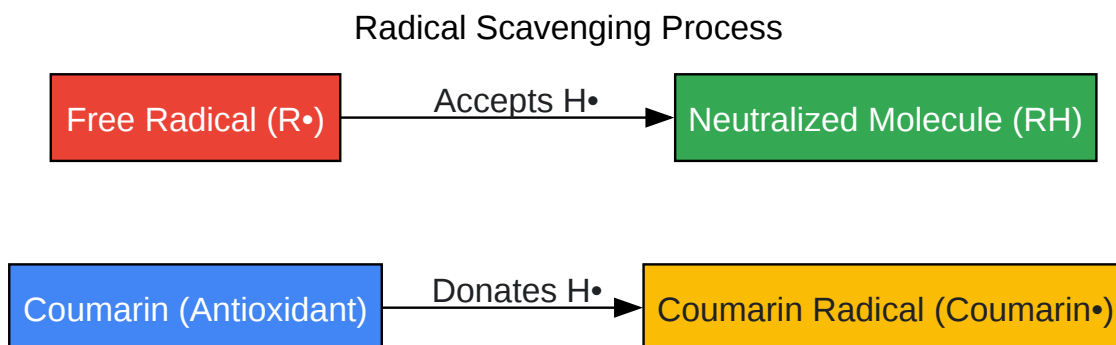 Radical Scavenging Process
Free Radical (R•)
Accepts H•
Neutralized Molecule (RH)
Coumarin (Antioxidant)
Donates H•
Coumarin Radical (Coumarin•)